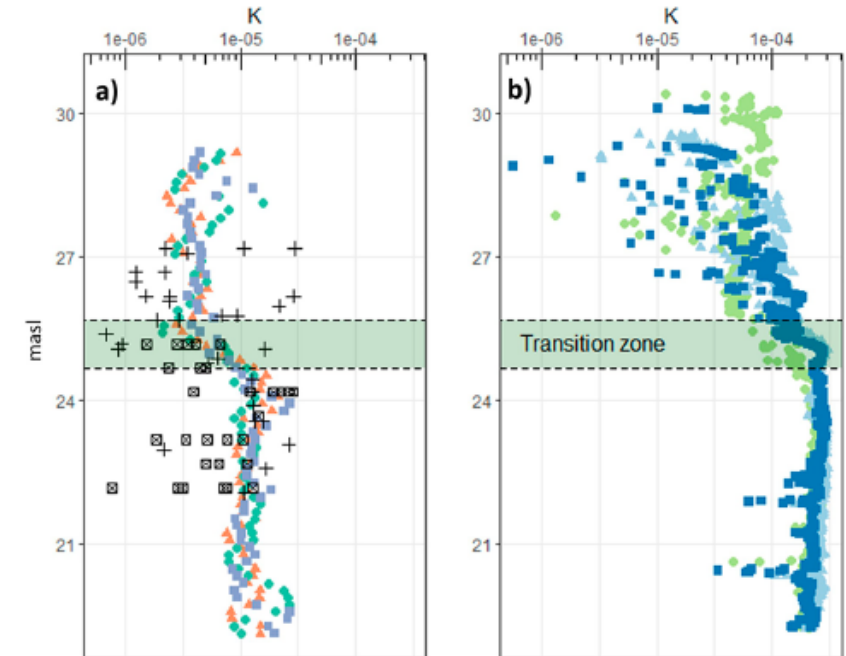 K K
1e-06 1e-05 1e-04 1e-06 1e-05 1e-04
a) b)
30 30
27 27
masl
Transition zone
24 24
21 21